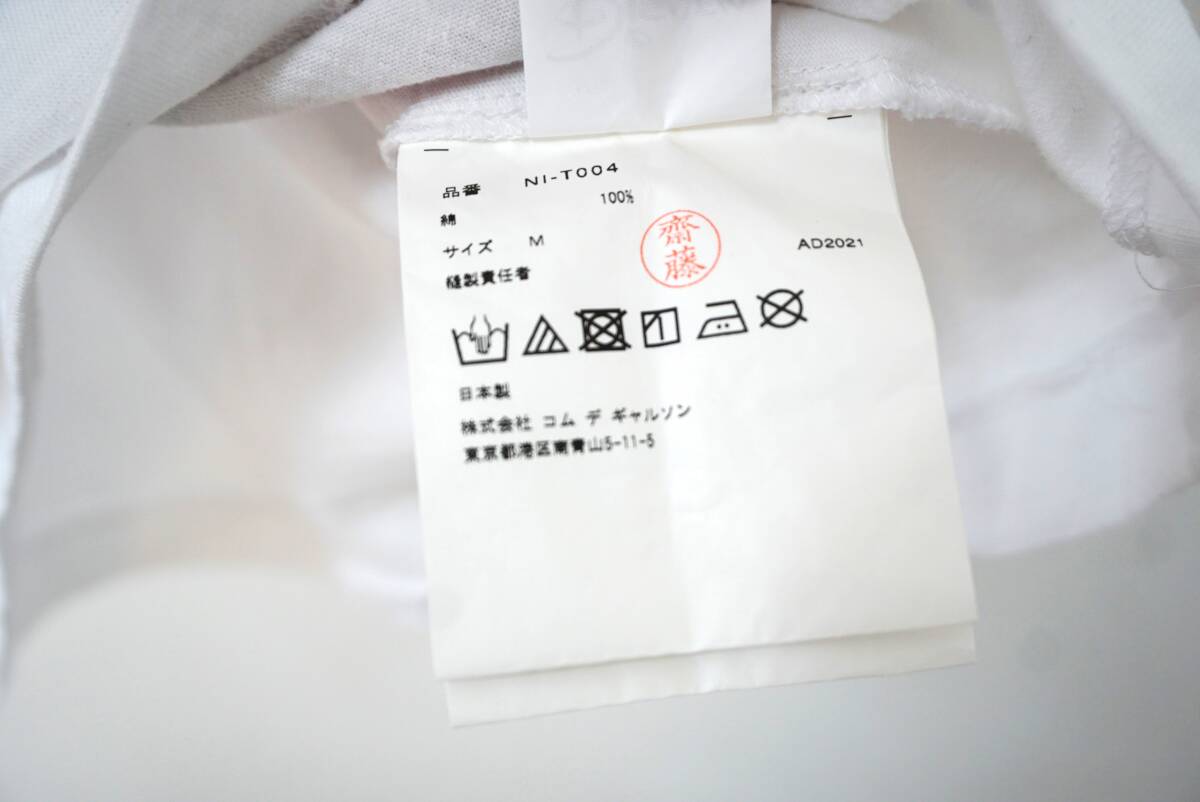 品番 NI-T004
綿 100%
サイズ M
縫製責任者
齋藤
AD2021
日本製
株式会社 コム デ ギャルソン
東京都港区南青山5-11-5